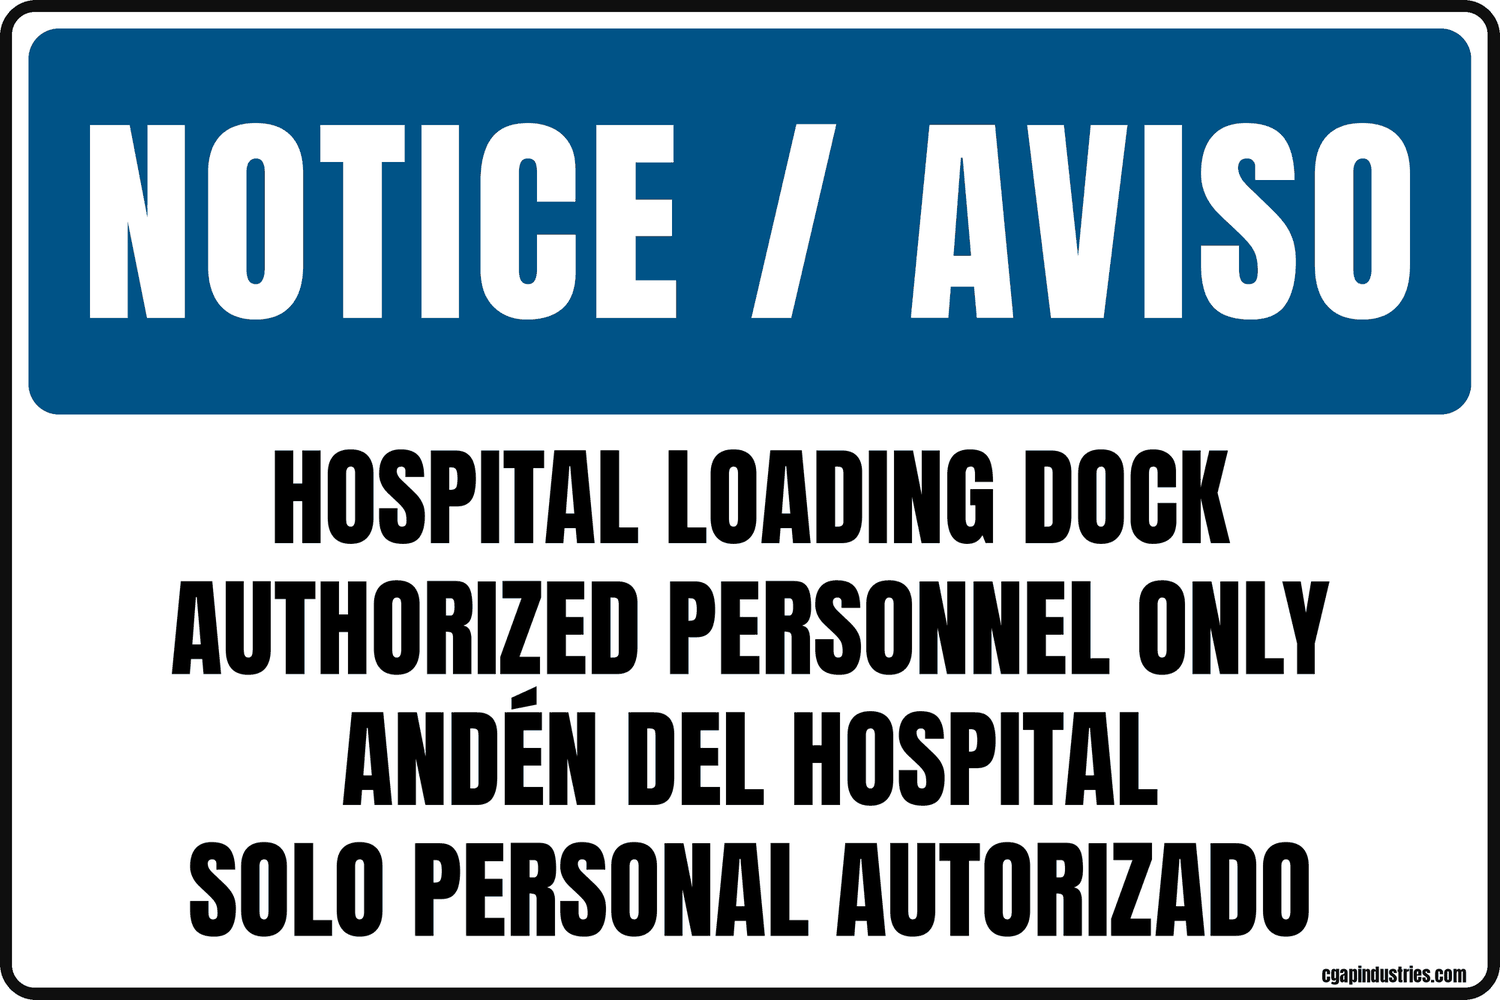 NOTICE / AVISO
HOSPITAL LOADING DOCK
AUTHORIZED PERSONNEL ONLY
ANDÉN DEL HOSPITAL
SOLO PERSONAL AUTORIZADO
cgapindustries.com